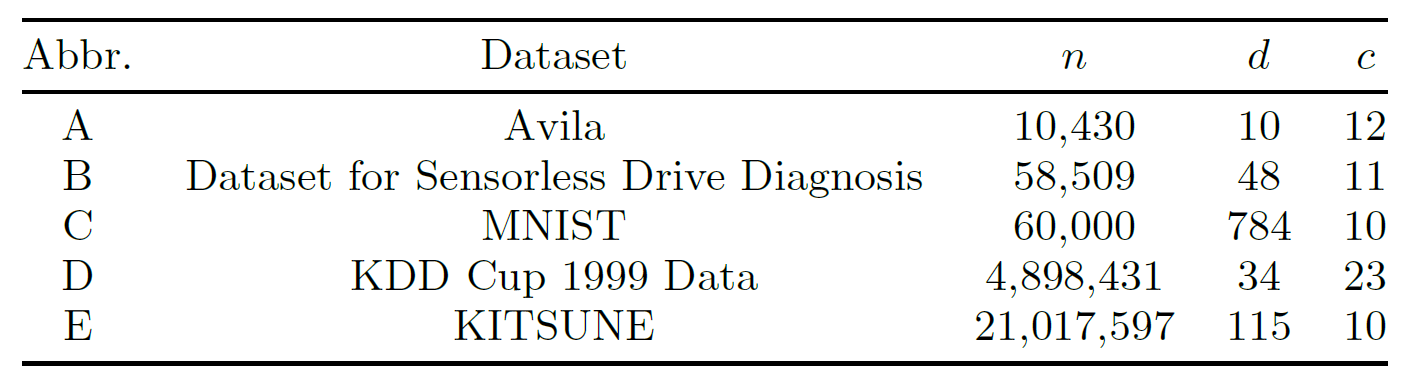 Abbr. Dataset n d c
A Avila 10,430 10 12
B Dataset for Sensorless Drive Diagnosis 58,509 48 11
C MNIST 60,000 784 10
D KDD Cup 1999 Data 4,898,431 34 23
E KITSUNE 21,017,597 115 10